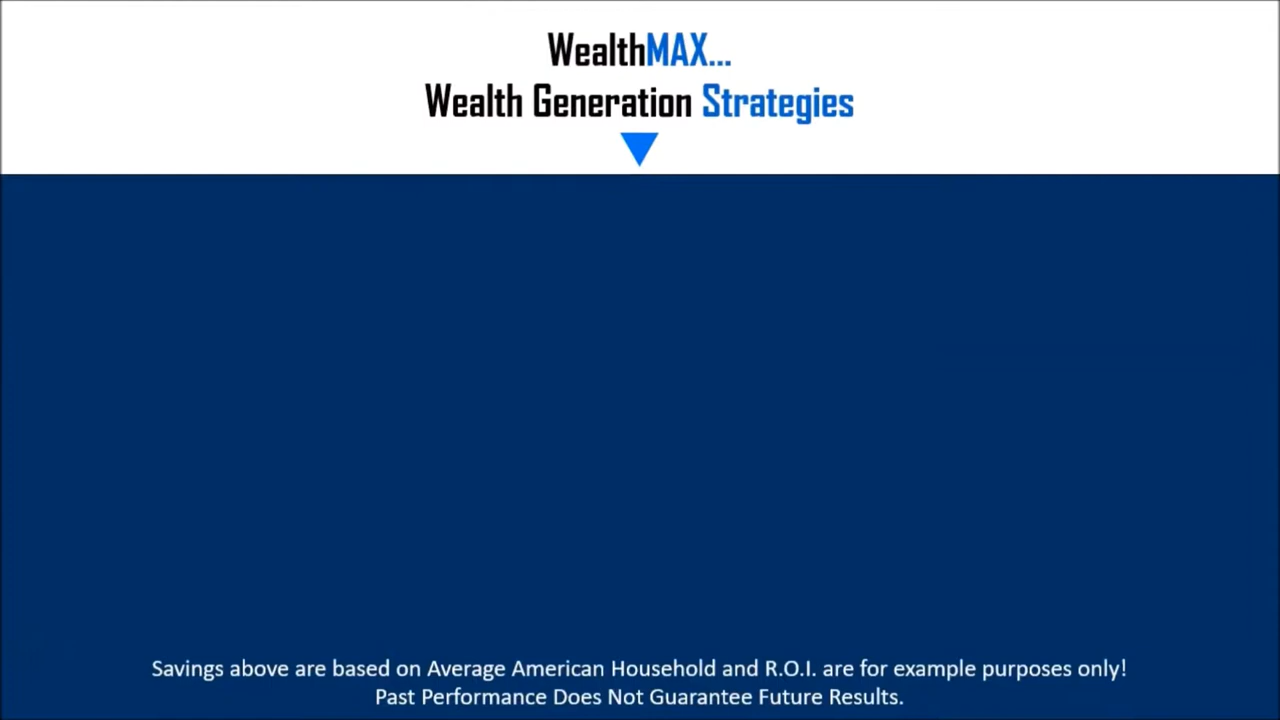 WealthMAX...
Wealth Generation Strategies
Savings above are based on Average American Household and R.O.I. are for example purposes only!
Past Performance Does Not Guarantee Future Results.